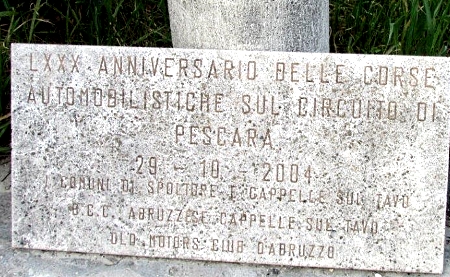 LXXX ANNIVERSARIO DELLE CORSE
AUTOMOBILISTICHE SUL CIRCUITO DI
PESCARA
29 - 10 - 2004
I COMUNI DI SPOLTORE E CAPPELLE SUL TAVO
B.C.C. ABRUZZESE CAPPELLE SUL TAVO
OLD MOTORS CLUB D'ABRUZZO